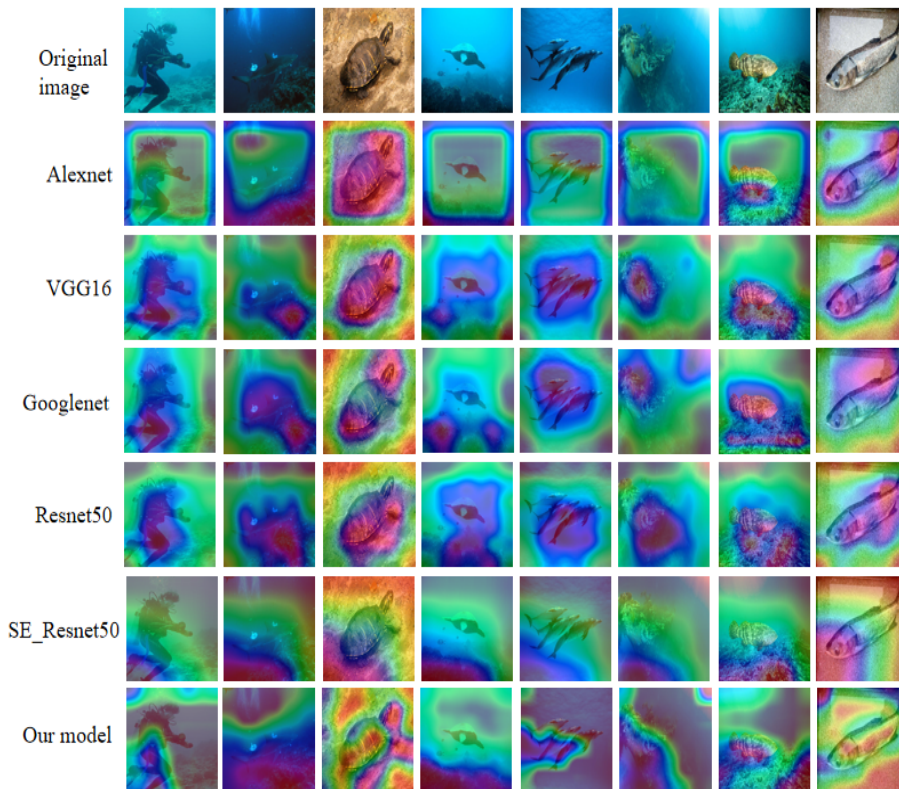 Original
image
Alexnet
VGG16
Googlenet
Resnet50
SE_Resnet50
Our model